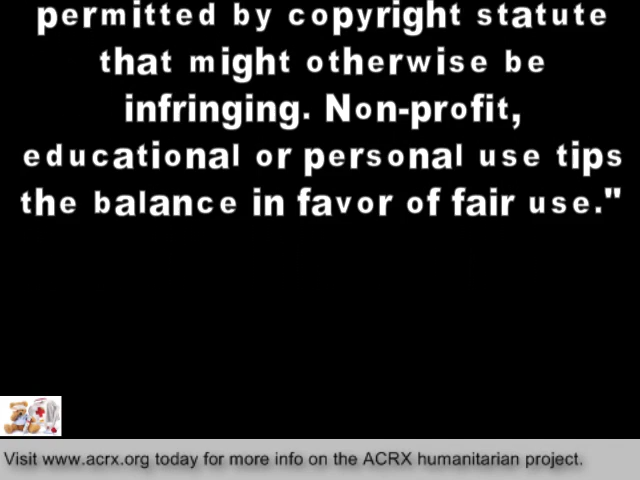 permitted by copyright statute
that might otherwise be
infringing. Non-profit,
educational or personal use tips
the balance in favor of fair use."
Visit www.acrx.org today for more info on the ACRX humanitarian project.